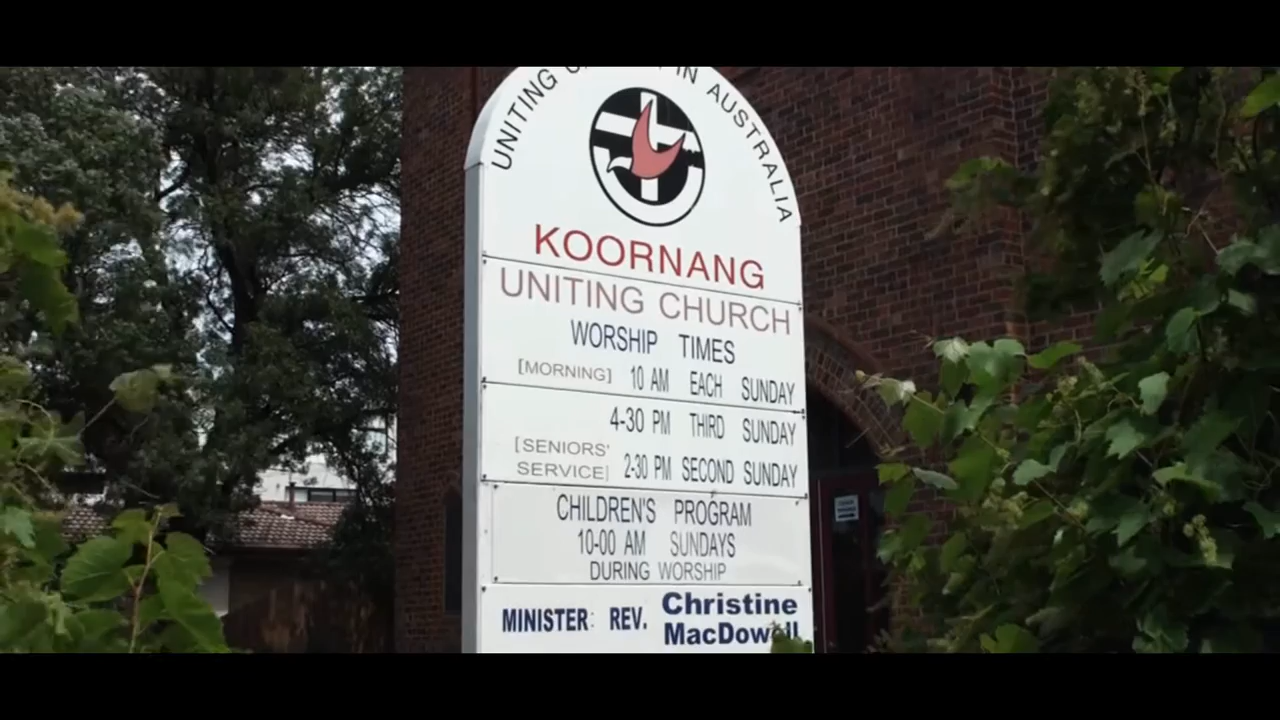 UNITING IN AUSTRALIA
KOORNANG
UNITING CHURCH
WORSHIP TIMES
[MORNING] 10 AM EACH SUNDAY
4-30 PM THIRD SUNDAY
[SENIORS'
SERVICE] 2-30 PM SECOND SUNDAY
CHILDREN'S PROGRAM
10-00 AM SUNDAYS
DURING WORSHIP
MINISTER: REV. Christine
MacDowell